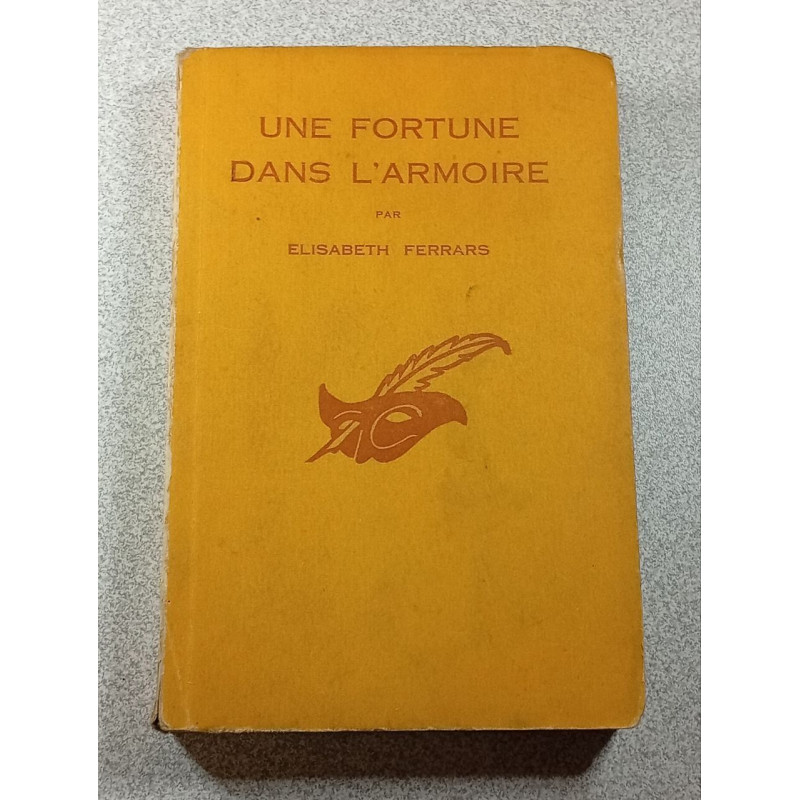 UNE FORTUNE
DANS L'ARMOIRE
PAR
ELISABETH FERRARS